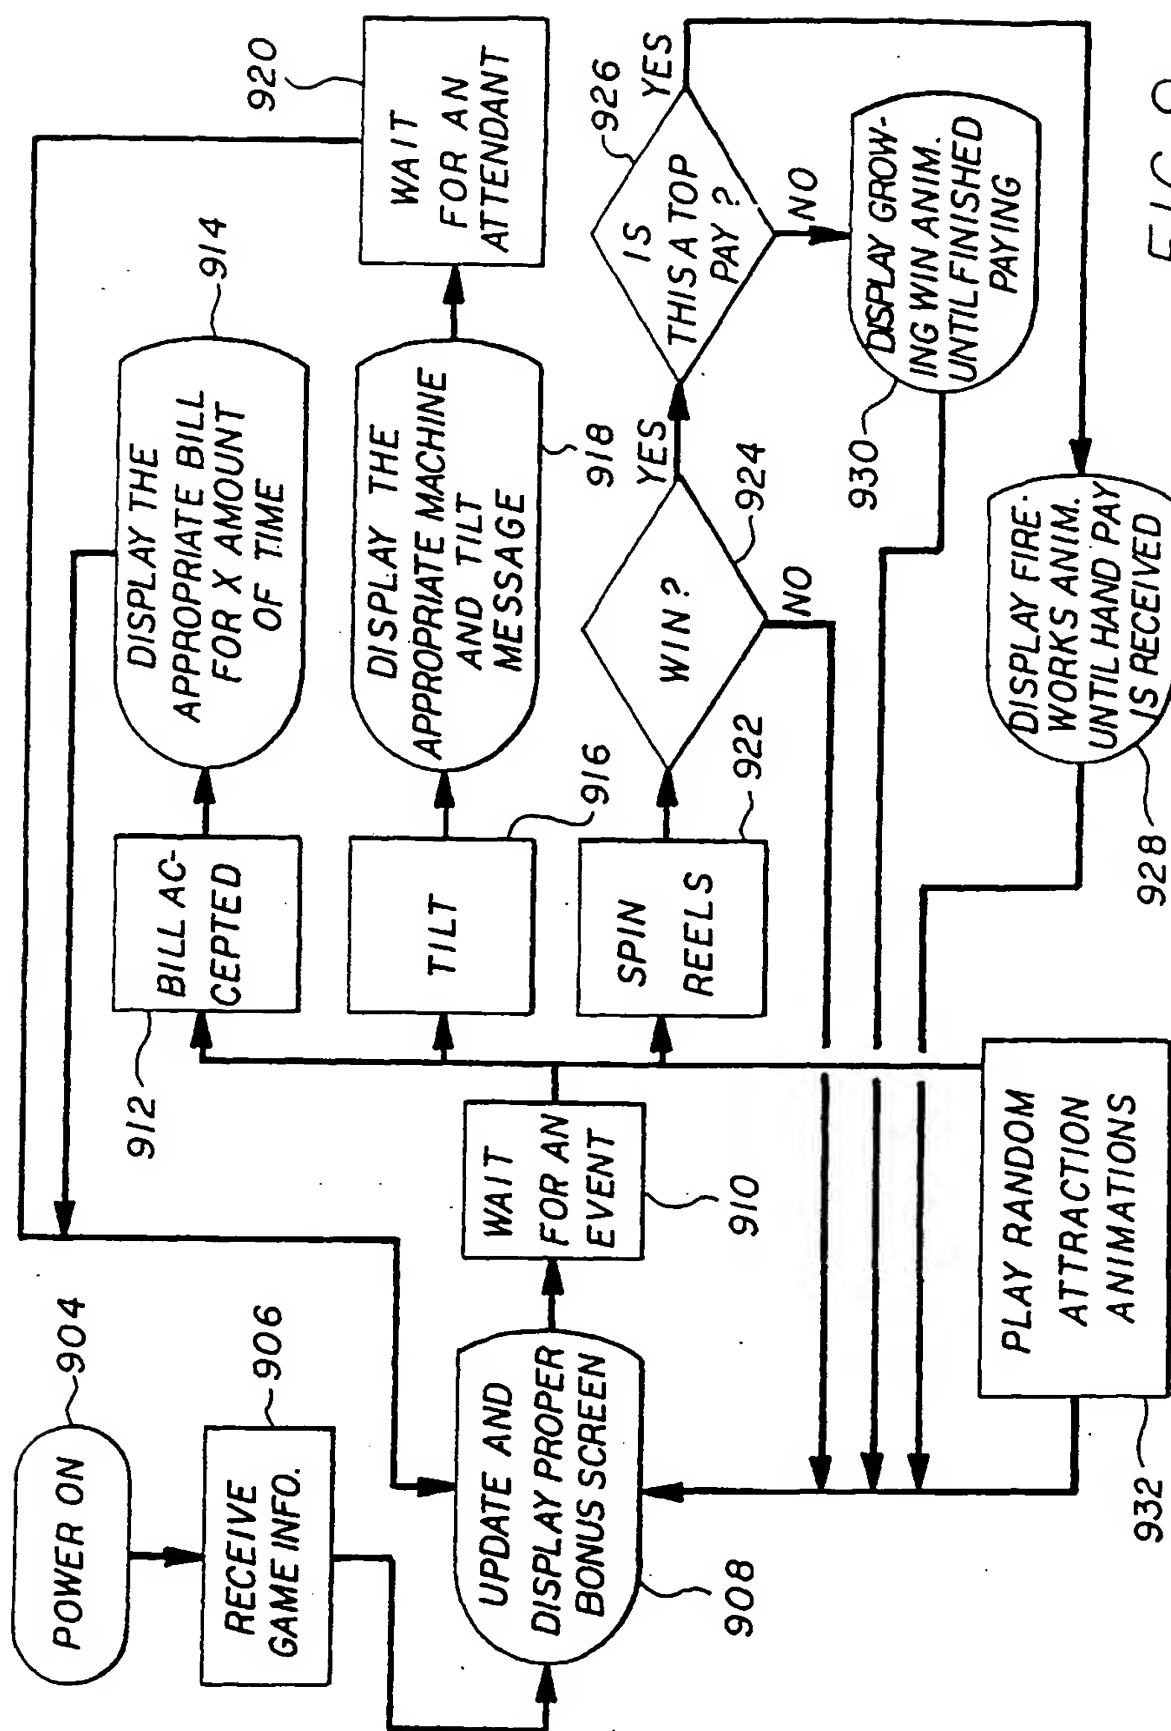 POWER ON
904
RECEIVE
GAME INFO.
906
UPDATE AND
DISPLAY PROPER
BONUS SCREEN
908
WAIT
FOR AN
EVENT
910
BILL AC-
CEPTED
912
DISPLAY THE
APPROPRIATE BILL
FOR X AMOUNT
OF TIME
914
TILT
916
DISPLAY THE
APPROPRIATE MACHINE
AND TILT
MESSAGE
918
WAIT
FOR AN
ATTENDANT
920
SPIN
REELS
922
WIN?
924
YES
NO
IS
THIS A TOP
PAY?
926
YES
NO
DISPLAY GROW-
ING WIN ANIM.
UNTIL FINISHED
PAYING
930
DISPLAY FIRE-
WORKS ANIM.
UNTIL HAND PAY
IS RECEIVED
928
PLAY RANDOM
ATTRACTION
ANIMATIONS
932